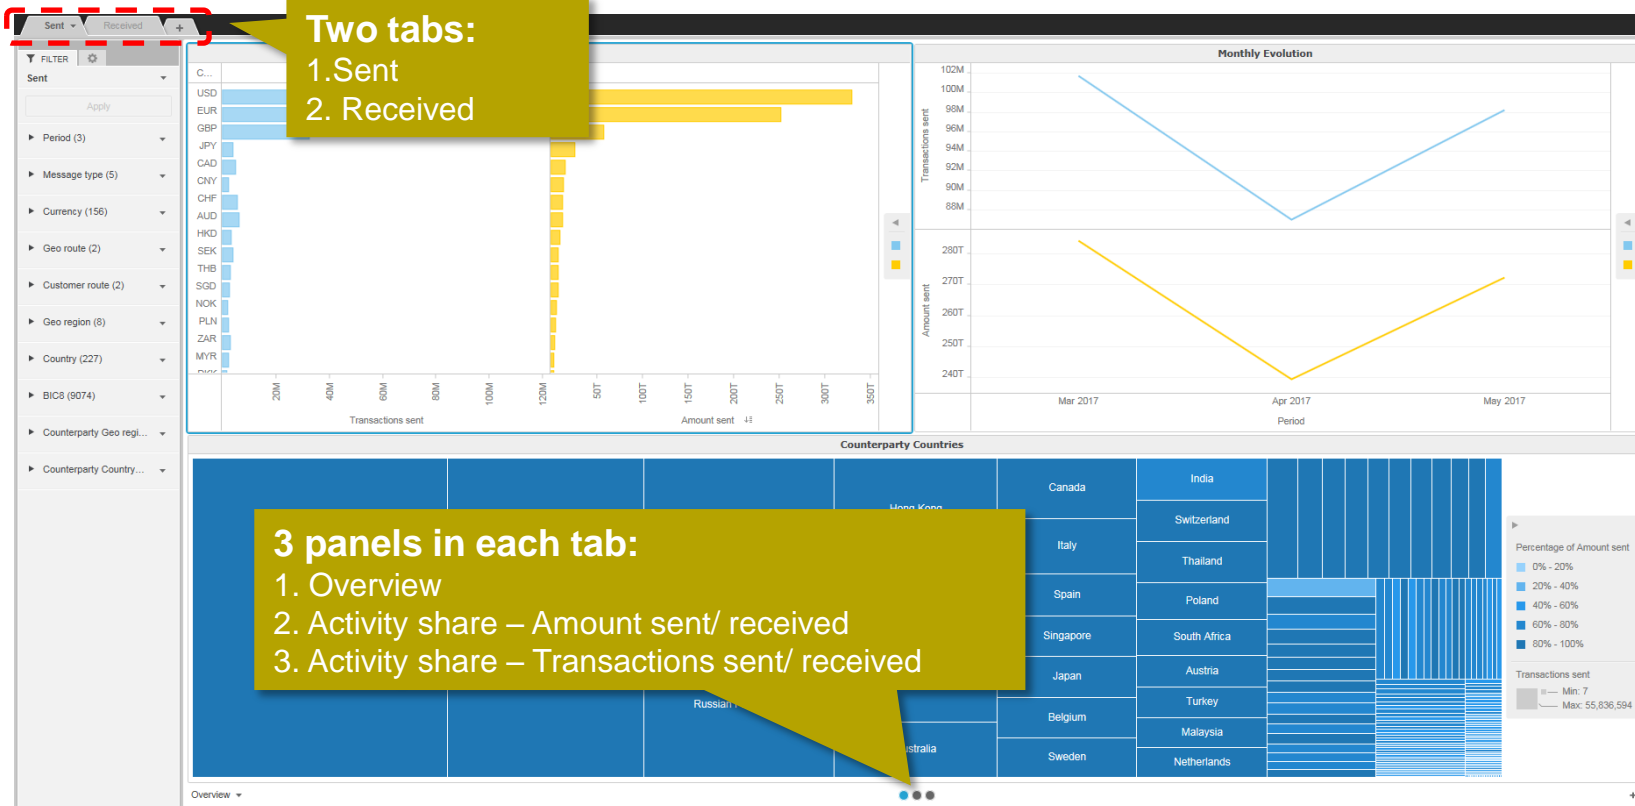 Sent
Received
+
Two tabs:
1.Sent
2. Received
FILTER
Sent
Apply
Period (3)
Message type (5)
Currency (156)
Geo route (2)
Customer route (2)
Geo region (8)
Country (227)
BIC8 (9074)
Counterparty Geo regi...
Counterparty Country...
C...
USD
EUR
GBP
JPY
CAD
CNY
CHF
AUD
HKD
SEK
THB
SGD
NOK
PLN
ZAR
MYR
20M
40M
60M
80M
100M
120M
Transactions sent
50T
100T
150T
200T
250T
300T
350T
Amount sent
Monthly Evolution
102M
100M
98M
96M
94M
92M
90M
88M
Transactions sent
280T
270T
260T
250T
240T
Amount sent
Mar 2017
Apr 2017
May 2017
Period
Counterparty Countries
3 panels in each tab:
1. Overview
2. Activity share – Amount sent/ received
3. Activity share – Transactions sent/ received
Hong Kong
Canada
Italy
Spain
Singapore
Japan
Belgium
Sweden
India
Switzerland
Thailand
Poland
South Africa
Austria
Turkey
Malaysia
Netherlands
Percentage of Amount sent
0% - 20%
20% - 40%
40% - 60%
60% - 80%
80% - 100%
Transactions sent
Min: 7
Max: 55,836,594
Overview